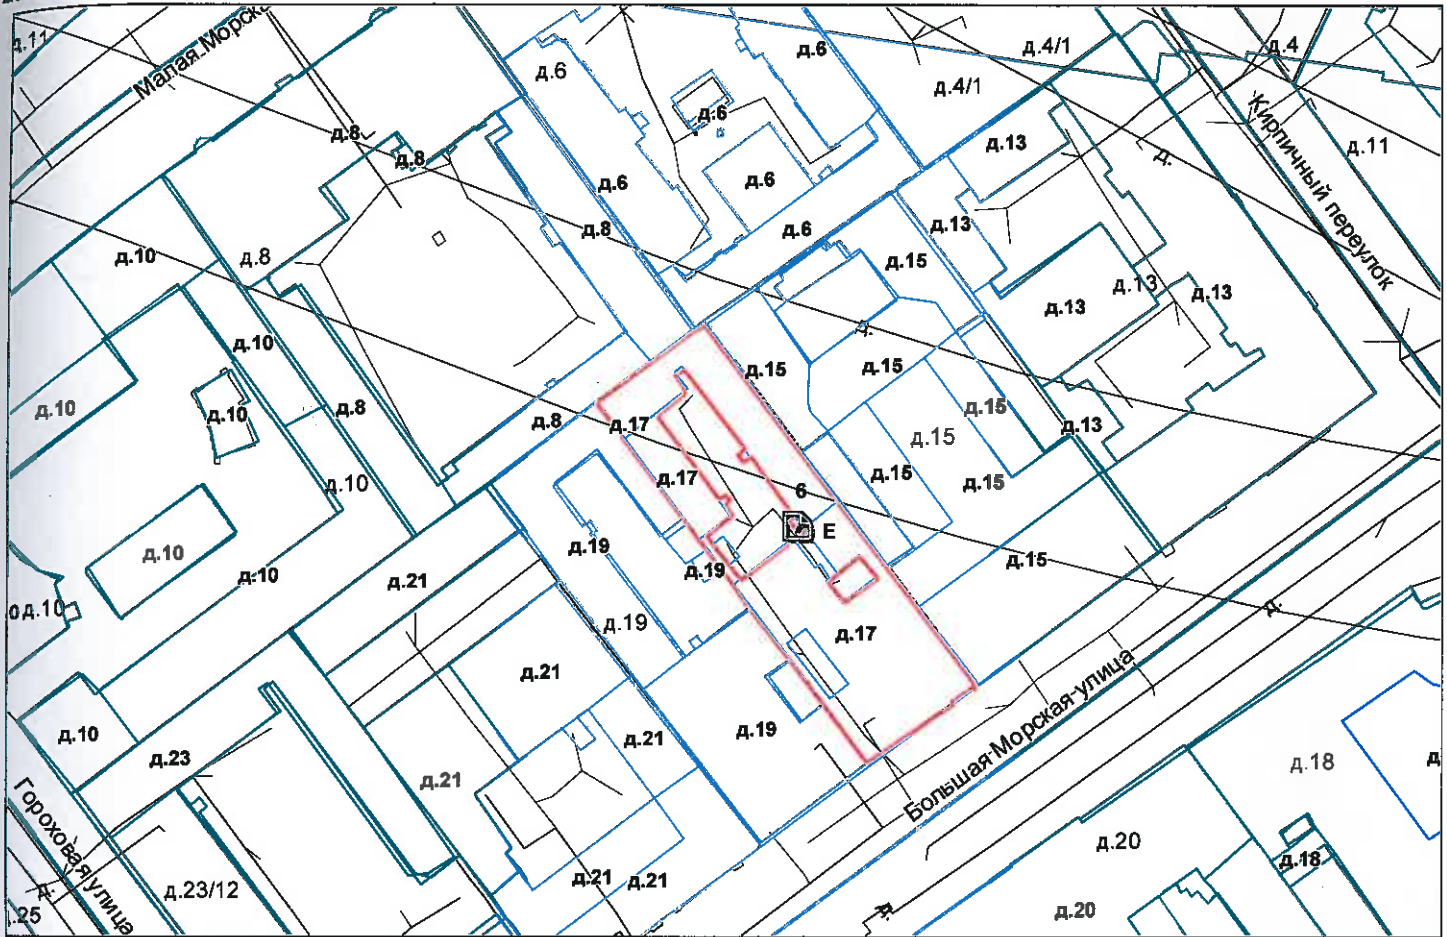 д.11
Малая Морск
д.6
д.6
д.4/1
д.4
д.4/1
д.6
д.8
д.8
д.13
д.
д.11
Кирпичный переулок
д.6
д.6
д.8
д.6
д.13
д.10
д.8
д.15
д.13
д.13
д.13
д.
д.10
д.15
д.15
д.10
д.10
д.8
д.8
д.17
д.15
д.13
д.15
д.17
д.15
д.15
д.10
6
Е
д.10
д.19
д.15
д.10
д.21
д.19
д.10
д.19
д.17
д.
д.21
Большая Морская улица
д.10
д.23
д.21
д.19
д.18
д.21
Гороховая улица
д.20
д.18
д.23/12
д.21
д.21
д.
.25
д.20
д.